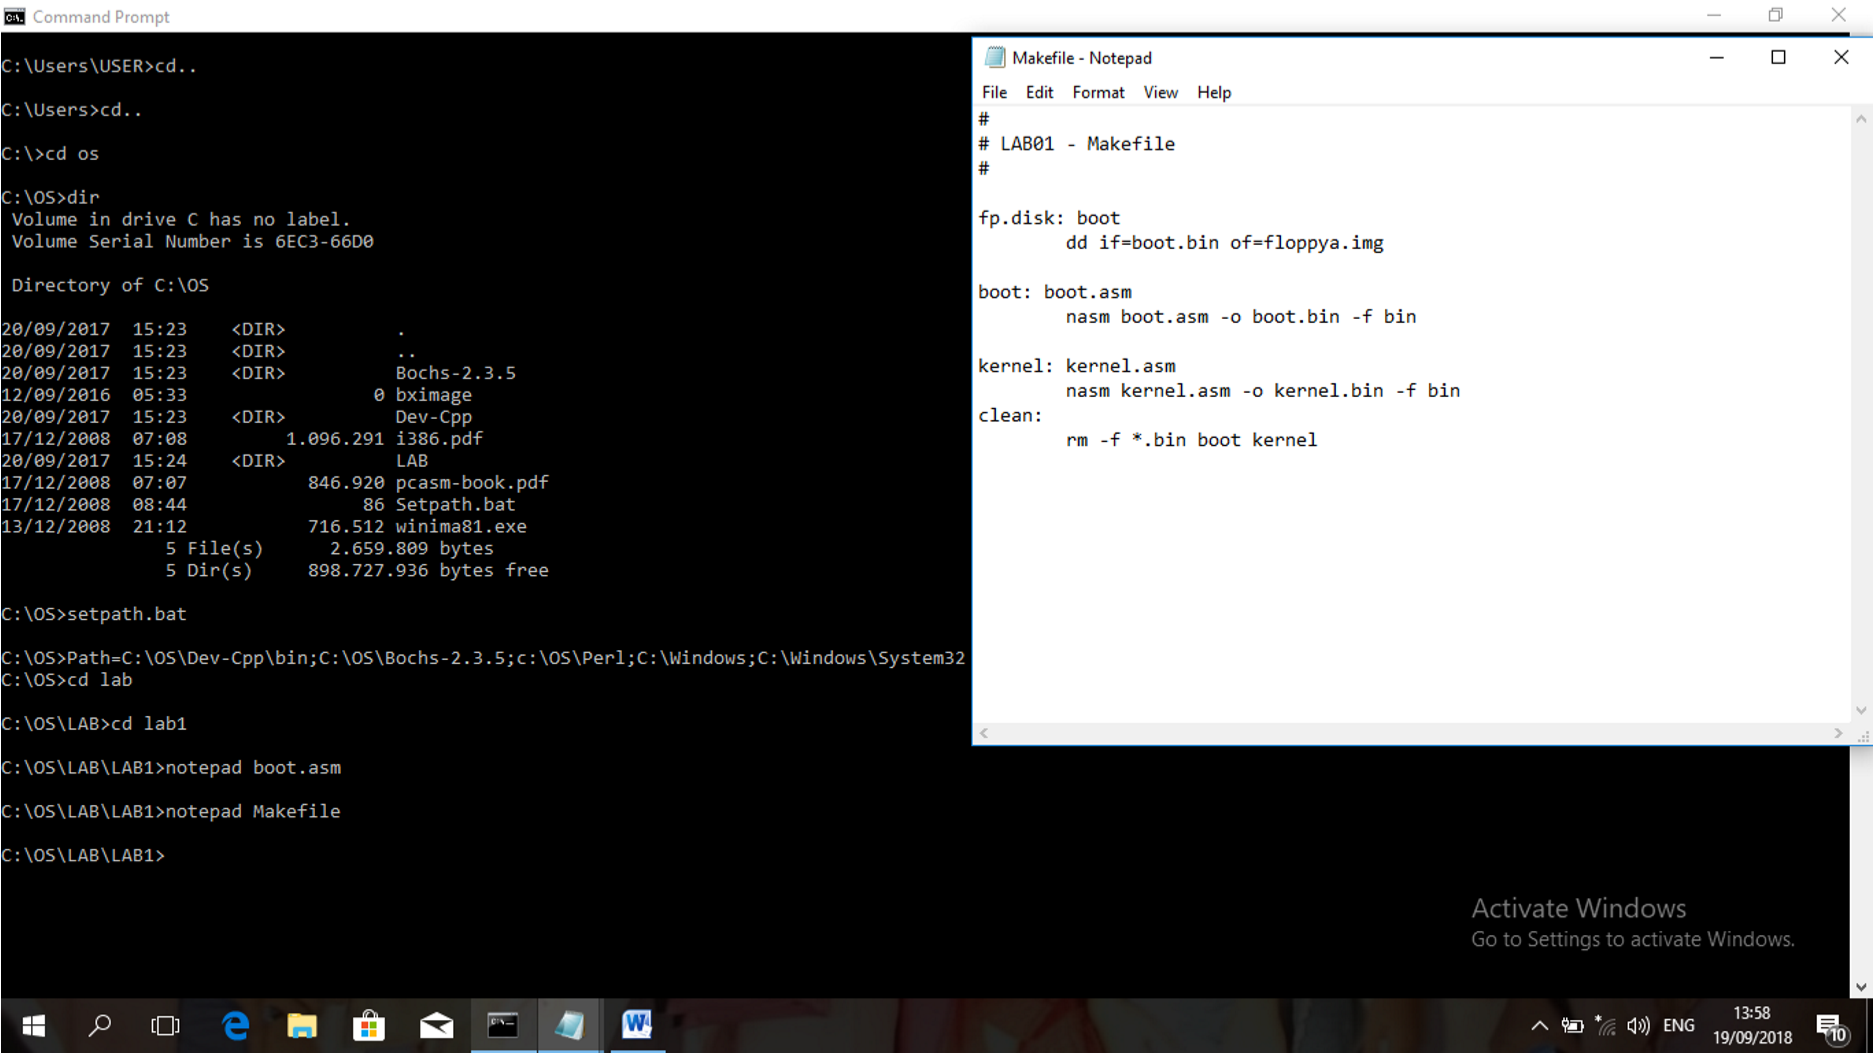 Command Prompt
C:\Users\USER>cd..
C:\Users>cd..
C:\>cd os
C:\OS>dir
 Volume in drive C has no label.
 Volume Serial Number is 6EC3-66D0
 Directory of C:\OS
20/09/2017  15:23    <DIR>          .
20/09/2017  15:23    <DIR>          ..
20/09/2017  15:23    <DIR>          Bochs-2.3.5
12/09/2016  05:33                 0 bximage
20/09/2017  15:23    <DIR>          Dev-Cpp
17/12/2008  07:08         1.096.291 i386.pdf
20/09/2017  15:24    <DIR>          LAB
17/12/2008  07:07           846.920 pcasm-book.pdf
17/12/2008  08:44                86 Setpath.bat
13/12/2008  21:12           716.512 winima81.exe
               5 File(s)      2.659.809 bytes
               5 Dir(s)     898.727.936 bytes free
C:\OS>setpath.bat
C:\OS>Path=C:\OS\Dev-Cpp\bin;C:\OS\Bochs-2.3.5;c:\OS\Perl;C:\Windows;C:\Windows\System32
C:\OS>cd lab
C:\OS\LAB>cd lab1
C:\OS\LAB\LAB1>notepad boot.asm
C:\OS\LAB\LAB1>notepad Makefile
C:\OS\LAB\LAB1>
Makefile - Notepad
File Edit Format View Help
#
# LAB01 - Makefile
#
fp.disk: boot
        dd if=boot.bin of=floppya.img
boot: boot.asm
        nasm boot.asm -o boot.bin -f bin
kernel: kernel.asm
        nasm kernel.asm -o kernel.bin -f bin
clean:
        rm -f *.bin boot kernel
Activate Windows
Go to Settings to activate Windows.
ENG
13:58
19/09/2018
10